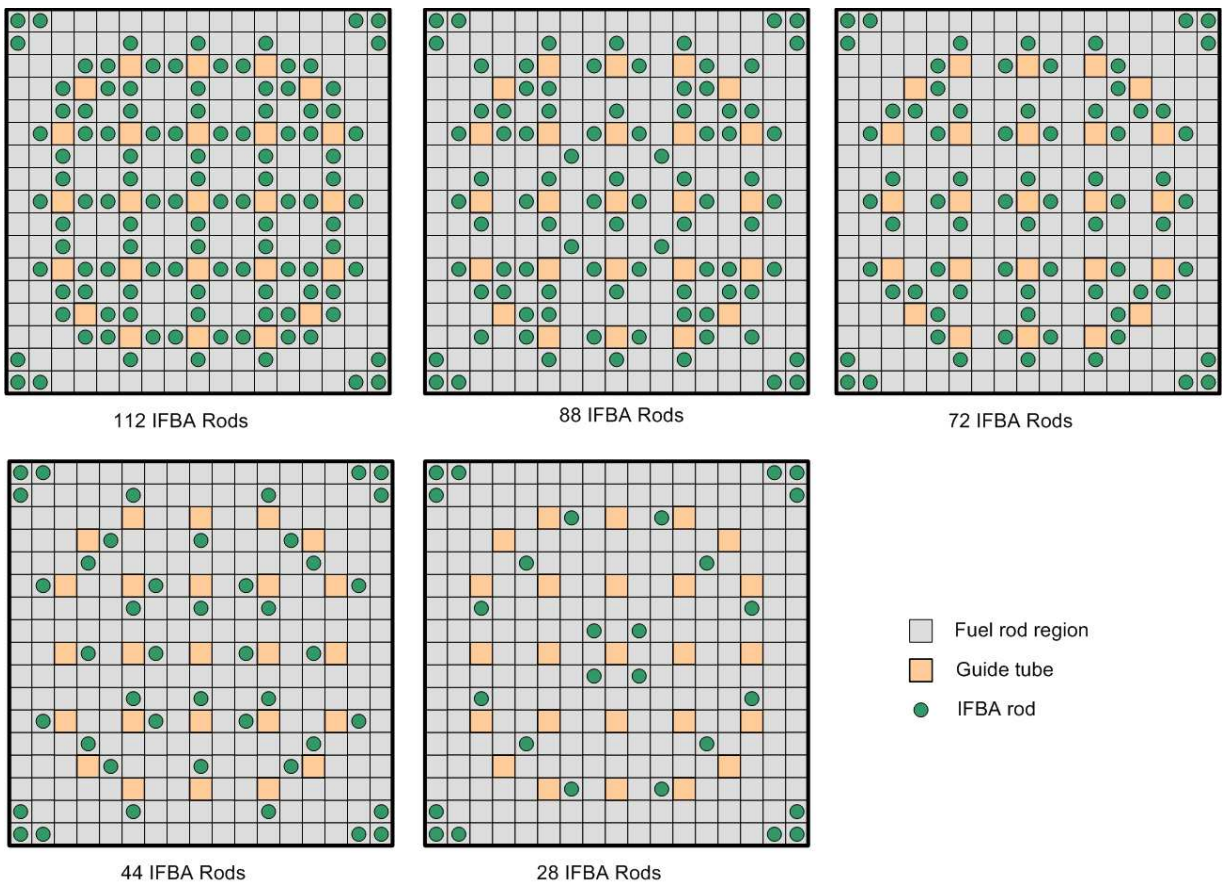 112 IFBA Rods
88 IFBA Rods
72 IFBA Rods
44 IFBA Rods
28 IFBA Rods
Fuel rod region
Guide tube
IFBA rod